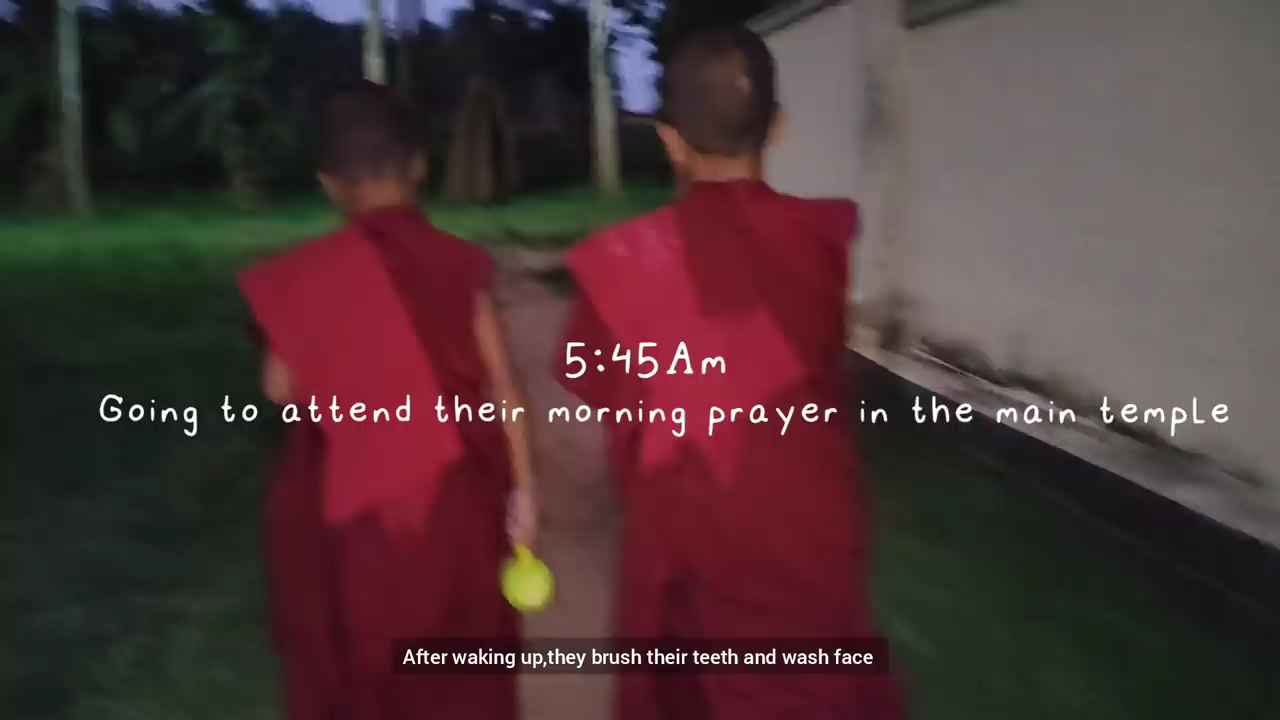 5:45Am
Going to attend their morning prayer in the main temple
After waking up,they brush their teeth and wash face